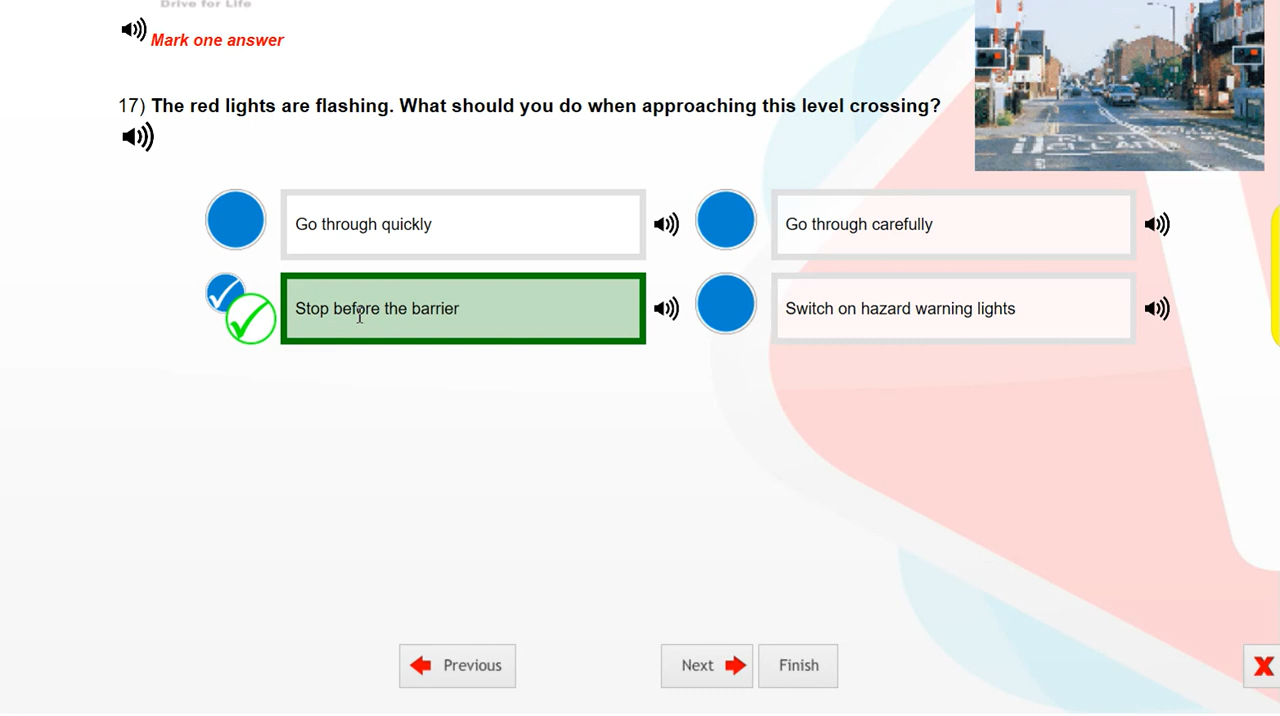 Drive for Life
Mark one answer
17) The red lights are flashing. What should you do when approaching this level crossing?
Go through quickly
Go through carefully
Stop before the barrier
Switch on hazard warning lights
Previous
Next
Finish
X